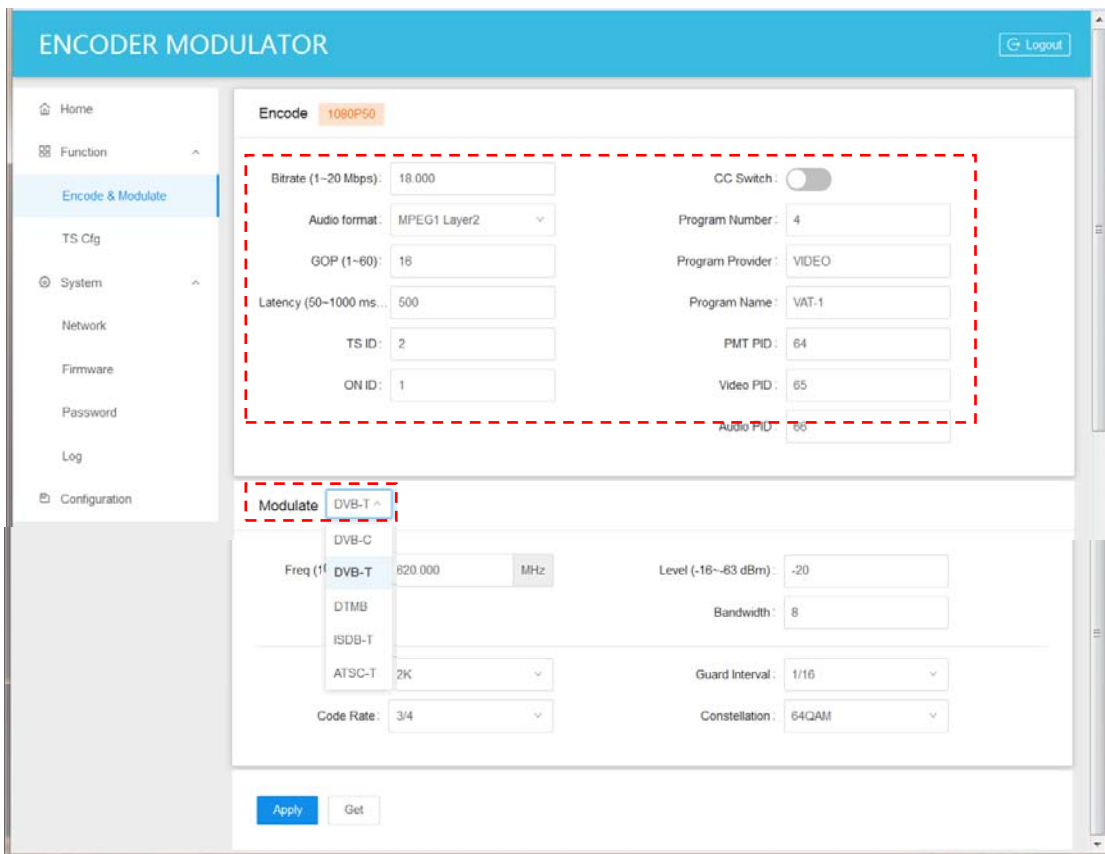 ENCODER MODULATOR
Logout
Home
Function
Encode & Modulate
TS Cfg
System
Network
Firmware
Password
Log
Configuration
Encode 1080P50
Bitrate (1~20 Mbps): 18.000
CC Switch:
Audio format: MPEG1 Layer2
Program Number: 4
GOP (1~60): 16
Program Provider: VIDEO
Latency (50~1000 ms... 500
Program Name: VAT-1
TS ID: 2
PMT PID: 64
ON ID: 1
Video PID: 65
Audio PID: 66
Modulate DVB-T
DVB-C
DVB-T
DTMB
ISDB-T
ATSC-T
Freq (1 620.000 MHz
Level (-16~-63 dBm): -20
Bandwidth: 8
2K
Guard Interval: 1/16
Code Rate: 3/4
Constellation: 64QAM
Apply
Get